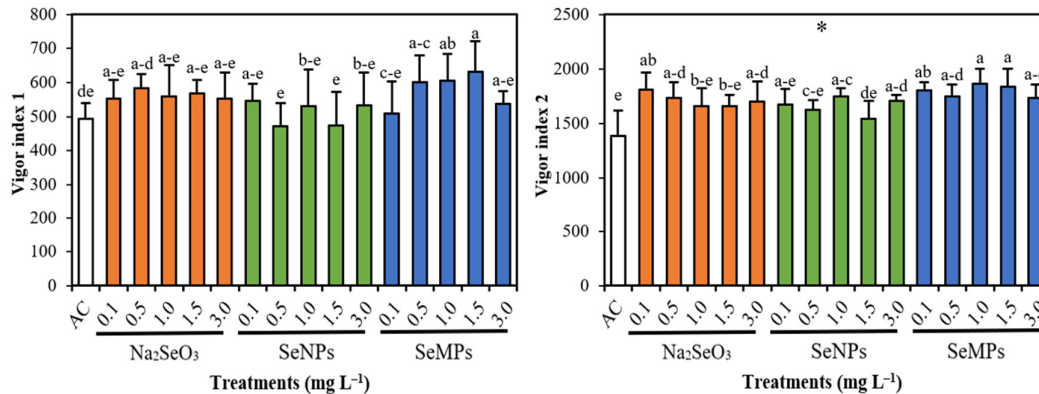 800
700
600
500
400
300
200
100
0
Vigor index 1
de
a-e
a-d
a-e
a-e
a-e
a-e
e
b-e
e
b-e
c-e
a-c
ab
a
a-e
AC
0.1
0.5
1.0
1.5
3.0
0.1
0.5
1.0
1.5
3.0
0.1
0.5
1.0
1.5
3.0
Na₂SeO₃
SeNPs
SeMPs
Treatments (mg L⁻¹)
2500
2000
1500
1000
500
0
Vigor index 2
*
e
ab
a-d
b-e
b-e
a-d
a-e
c-e
a-c
de
a-d
ab
a-d
a
a
AC
0.1
0.5
1.0
1.5
3.0
0.1
0.5
1.0
1.5
3.0
0.1
0.5
1.0
1.5
Na₂SeO₃
SeNPs
SeMPs
Treatments (mg L⁻¹)